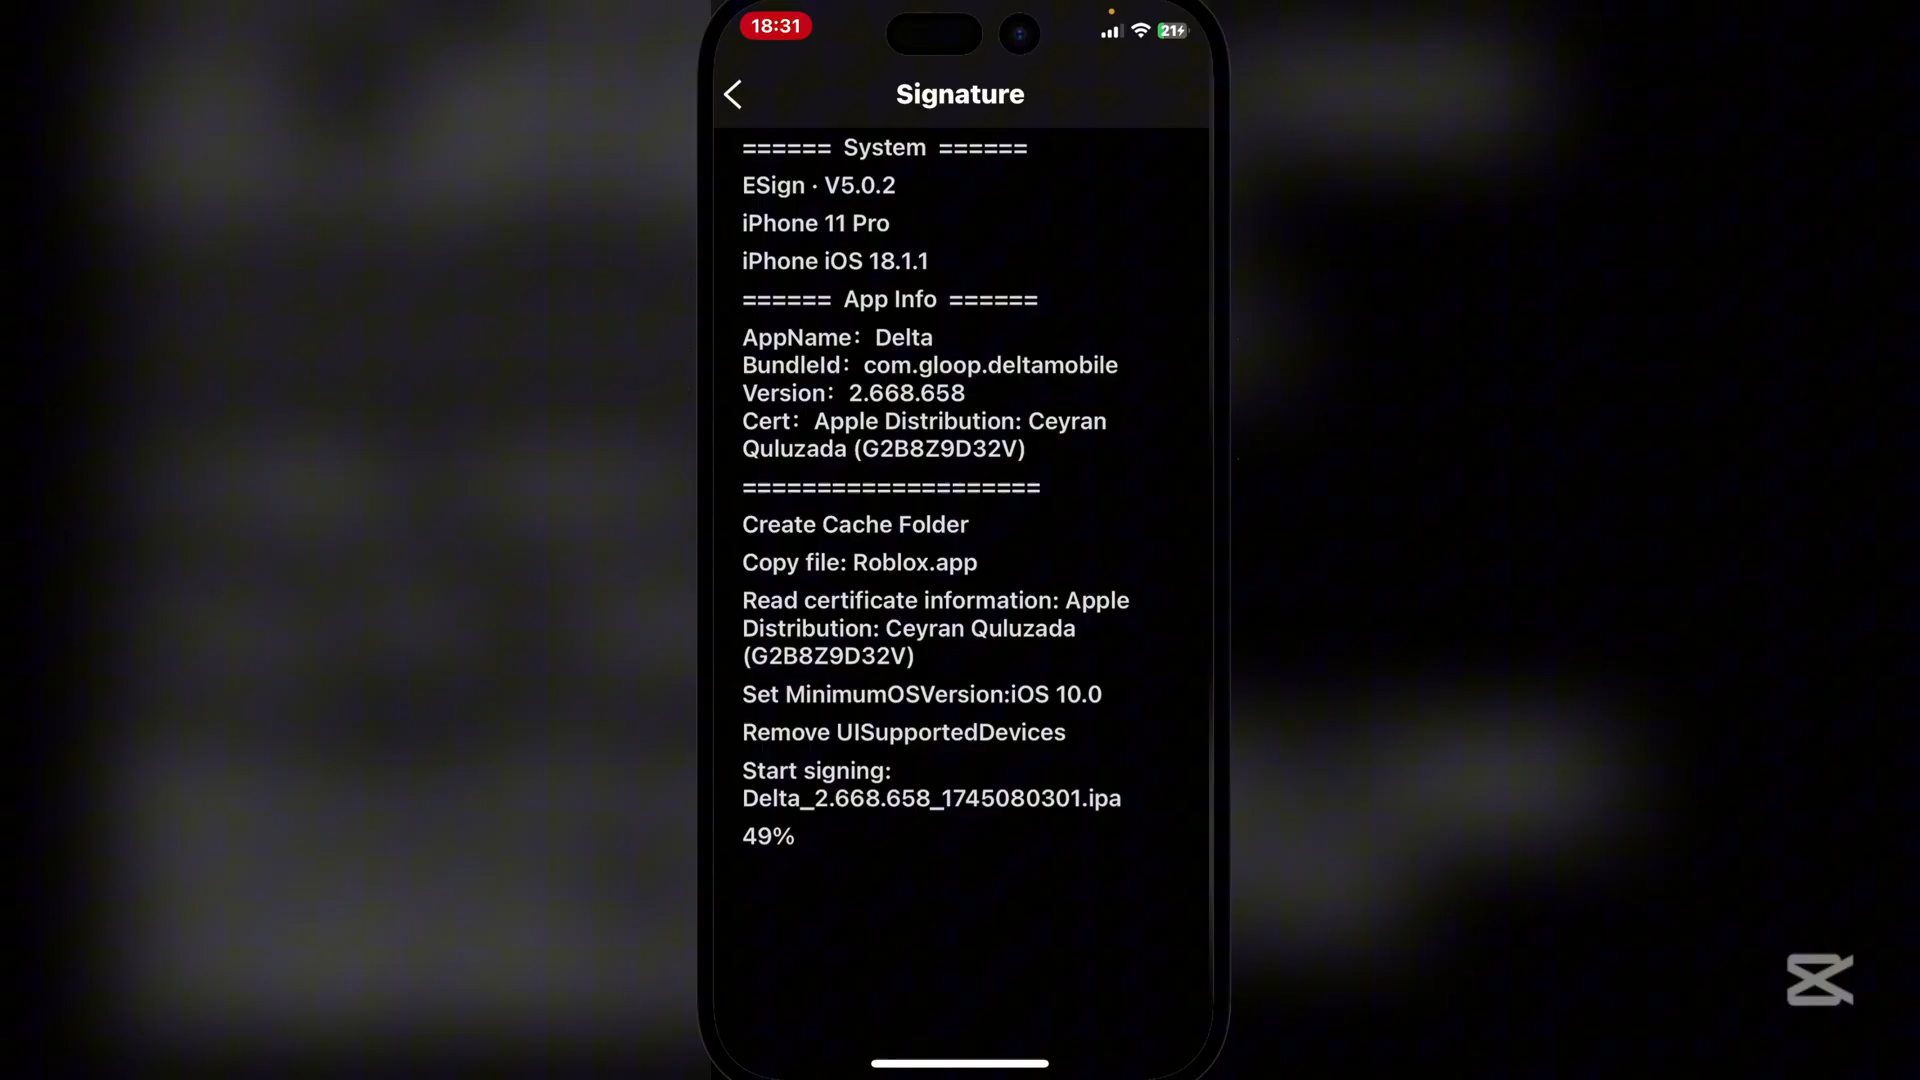 18:31
21
Signature
====== System ======
ESign · V5.0.2
iPhone 11 Pro
iPhone iOS 18.1.1
====== App Info ======
AppName：Delta
BundleId：com.gloop.deltamobile
Version：2.668.658
Cert：Apple Distribution: Ceyran
Quluzada (G2B8Z9D32V)
====================
Create Cache Folder
Copy file: Roblox.app
Read certificate information: Apple
Distribution: Ceyran Quluzada
(G2B8Z9D32V)
Set MinimumOSVersion:iOS 10.0
Remove UISupportedDevices
Start signing:
Delta_2.668.658_1745080301.ipa
49%